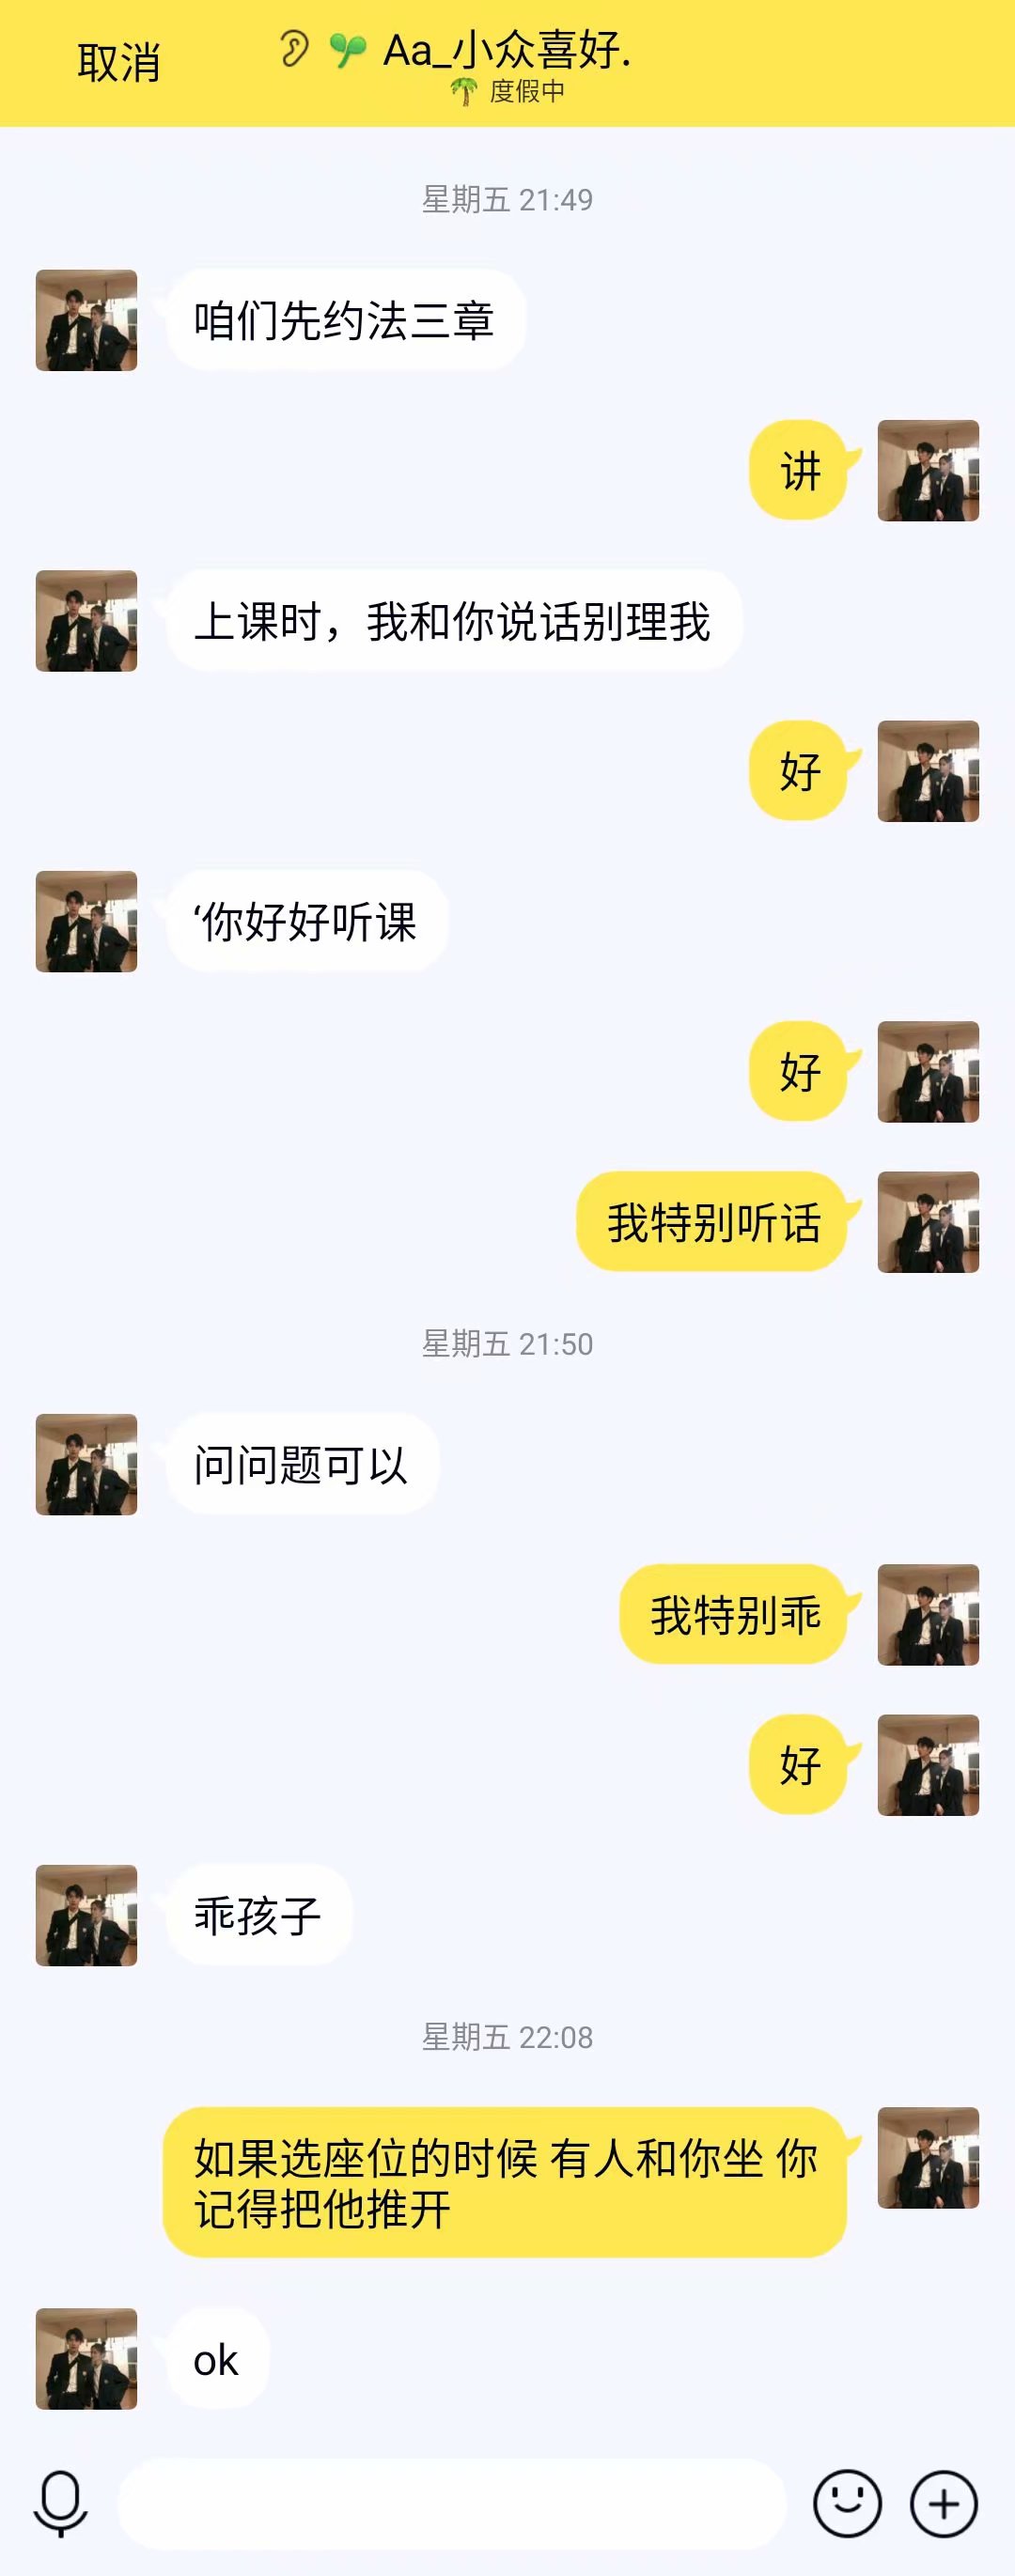 取消
Aa_小众喜好.
度假中
星期五 21:49
咱们先约法三章
讲
上课时，我和你说话别理我
好
‘你好好听课
好
我特别听话
星期五 21:50
问问题可以
我特别乖
好
乖孩子
星期五 22:08
如果选座位的时候 有人和你坐 你
记得把他推开
ok